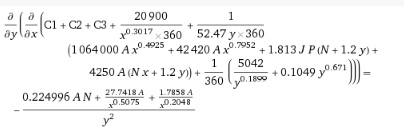 ∂/∂y (∂/∂x (C1 + C2 + C3 + 20 900/(x^0.3017 × 360) + 1/(52.47 y × 360)
(1 064 000 A x^0.4925 + 42 420 A x^0.7952 + 1.813 J P (N + 1.2 y) +
4250 A (N x + 1.2 y)) + 1/360 (5042/y^0.1899 + 0.1049 y^0.671))) =
- (0.224996 A N + 27.7418 A/x^0.5075 + 1.7858 A/x^0.2048)/y^2